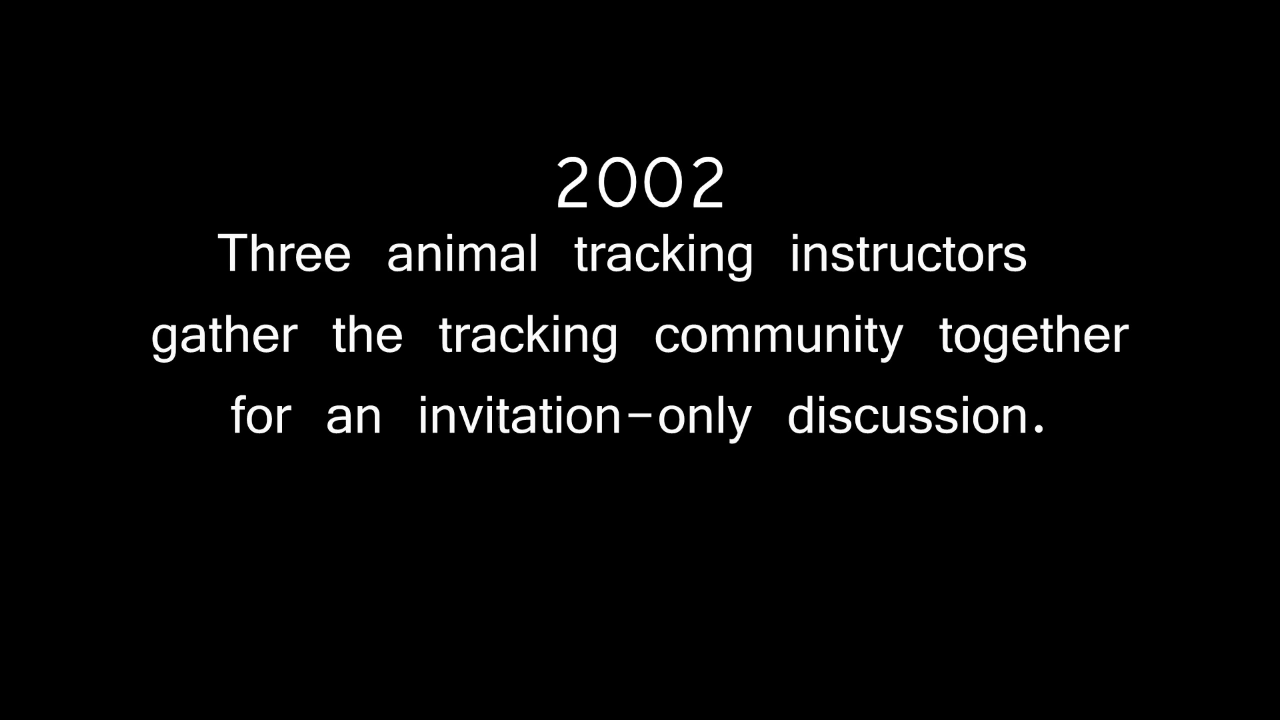 2002
Three animal tracking instructors
gather the tracking community together
for an invitation-only discussion.